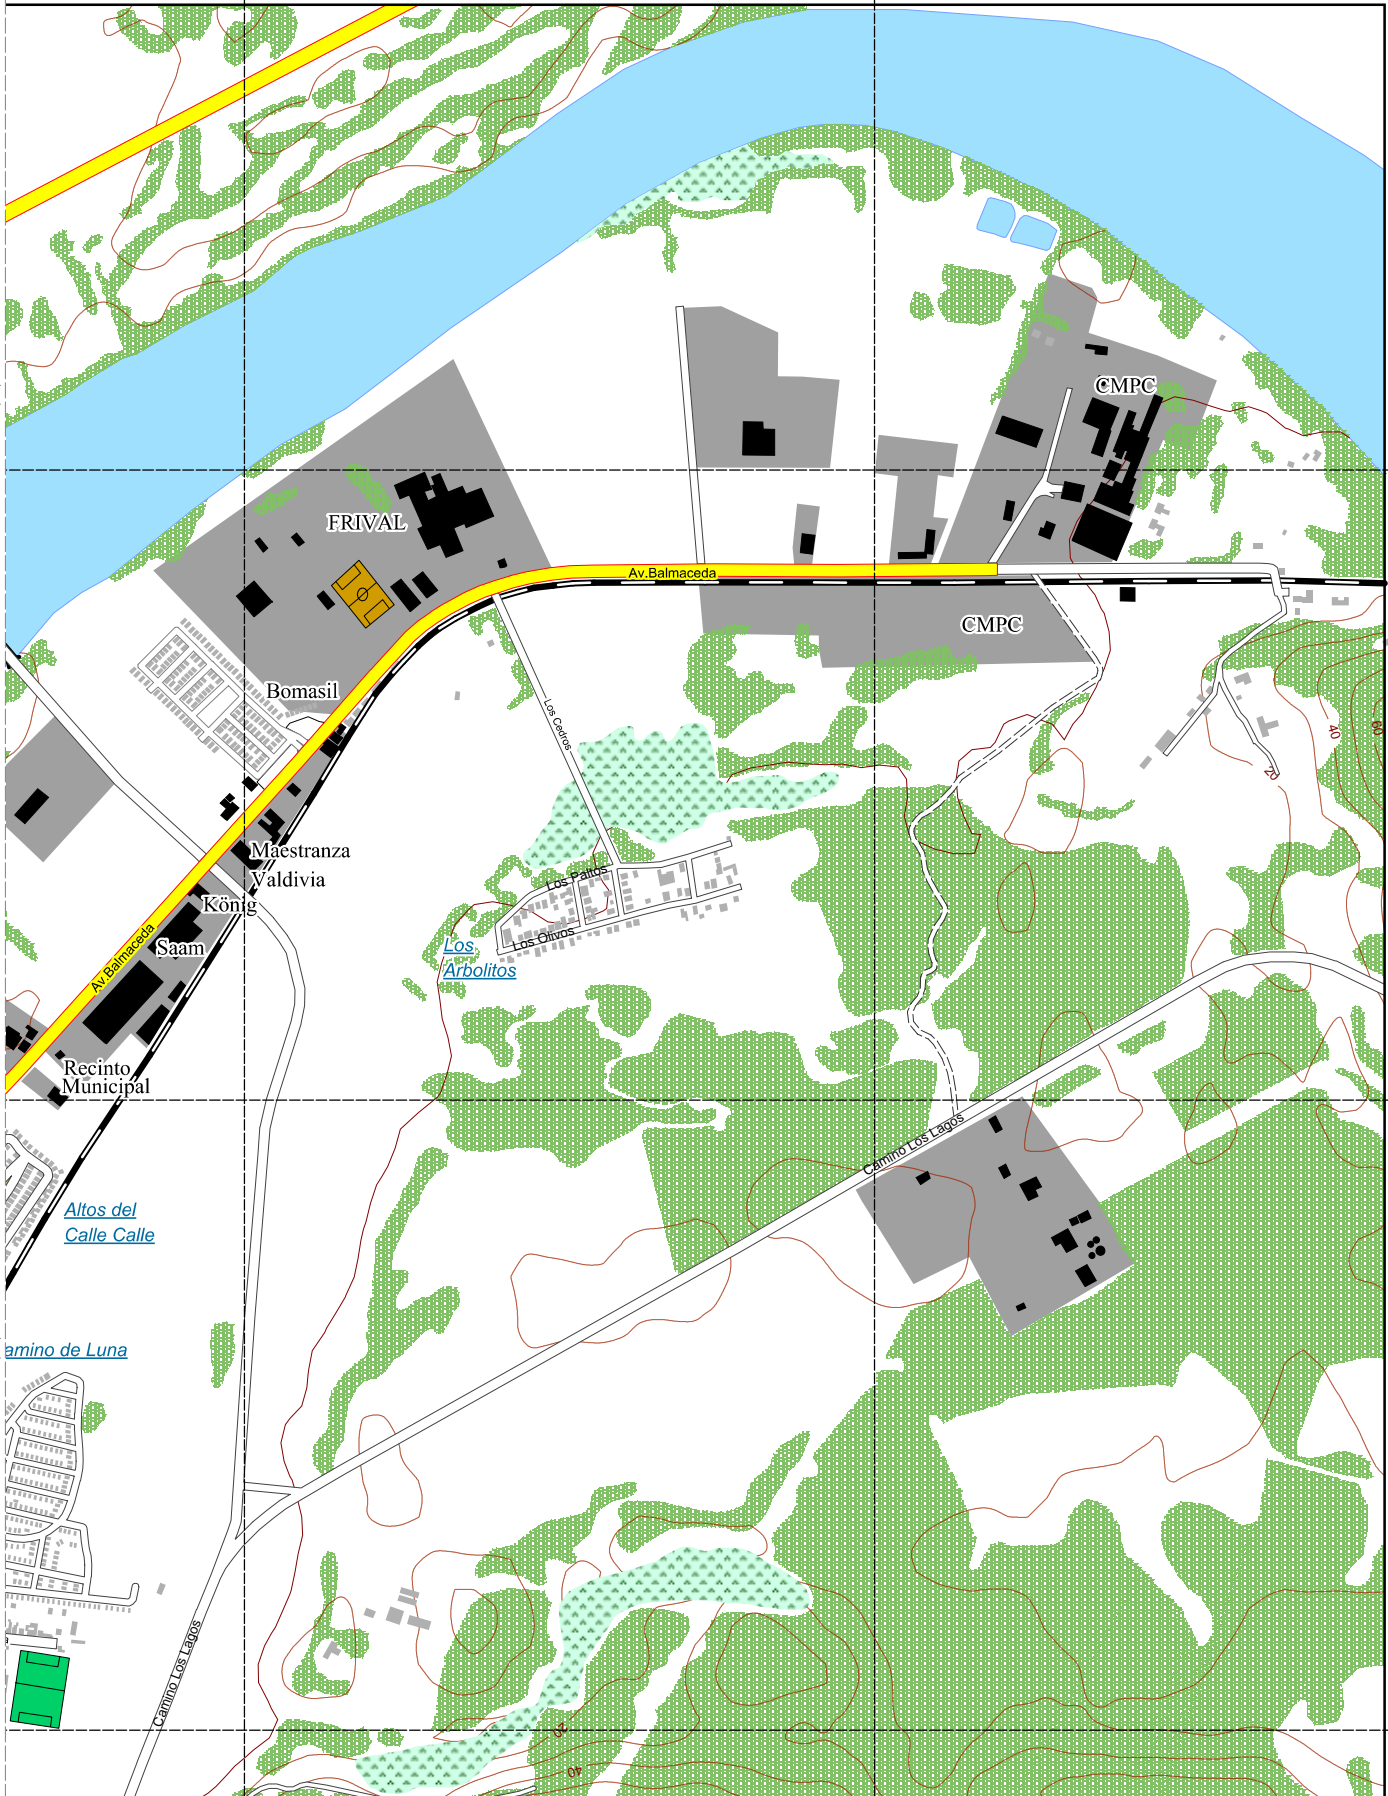 CMPC
FRIVAL
Av.Balmaceda
CMPC
Bomasil
Los Cedros
40
60
20
Maestranza
Valdivia
Los Paltos
König
Los Olivos
Saam
Los
Arbolitos
Av.Balmaceda
Recinto
Municipal
Camino Los Lagos
Altos del
Calle Calle
amino de Luna
Camino Los Lagos
20
40